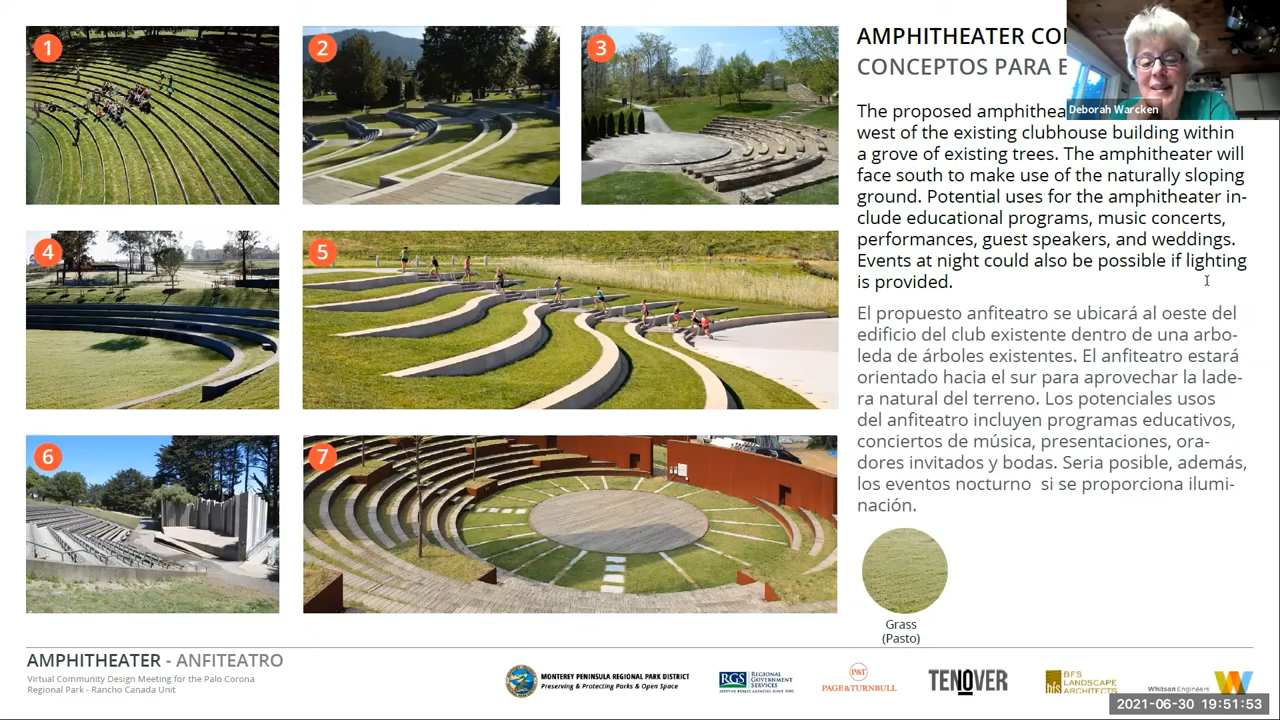 1
2
3
4
5
6
7
AMPHITHEATER
CONCEPTOS PARA
Deborah Warcken
The proposed
west of the existing clubhouse building within
a grove of existing trees. The amphitheater will
face south to make use of the naturally sloping
ground. Potential uses for the amphitheater in-
clude educational programs, music concerts,
performances, guest speakers, and weddings.
Events at night could also be possible if lighting
is provided.
El propuesto anfiteatro se ubicará al oeste del
edificio del club existente dentro de una arbo-
leda de árboles existentes. El anfiteatro estará
orientado hacia el sur para aprovechar la lade-
ra natural del terreno. Los potenciales usos
del anfiteatro incluyen programas educativos,
conciertos de música, presentaciones, ora-
dores invitados y bodas. Seria posible, además,
los eventos nocturno si se proporciona ilumi-
nación.
Grass
(Pasto)
AMPHITHEATER - ANFITEATRO
Virtual Community Design Meeting for the Palo Corona
Regional Park - Rancho Canada Unit
MONTEREY PENINSULA REGIONAL PARK DISTRICT
Preserving & Protecting Parks & Open Space
RGS REGIONAL GOVERNMENT SERVICES
P&T
PAGE&TURNBULL
TENOVER
bfs BFS LANDSCAPE ARCHITECTS
Whitson Engineers
2021-06-30 19:51:53